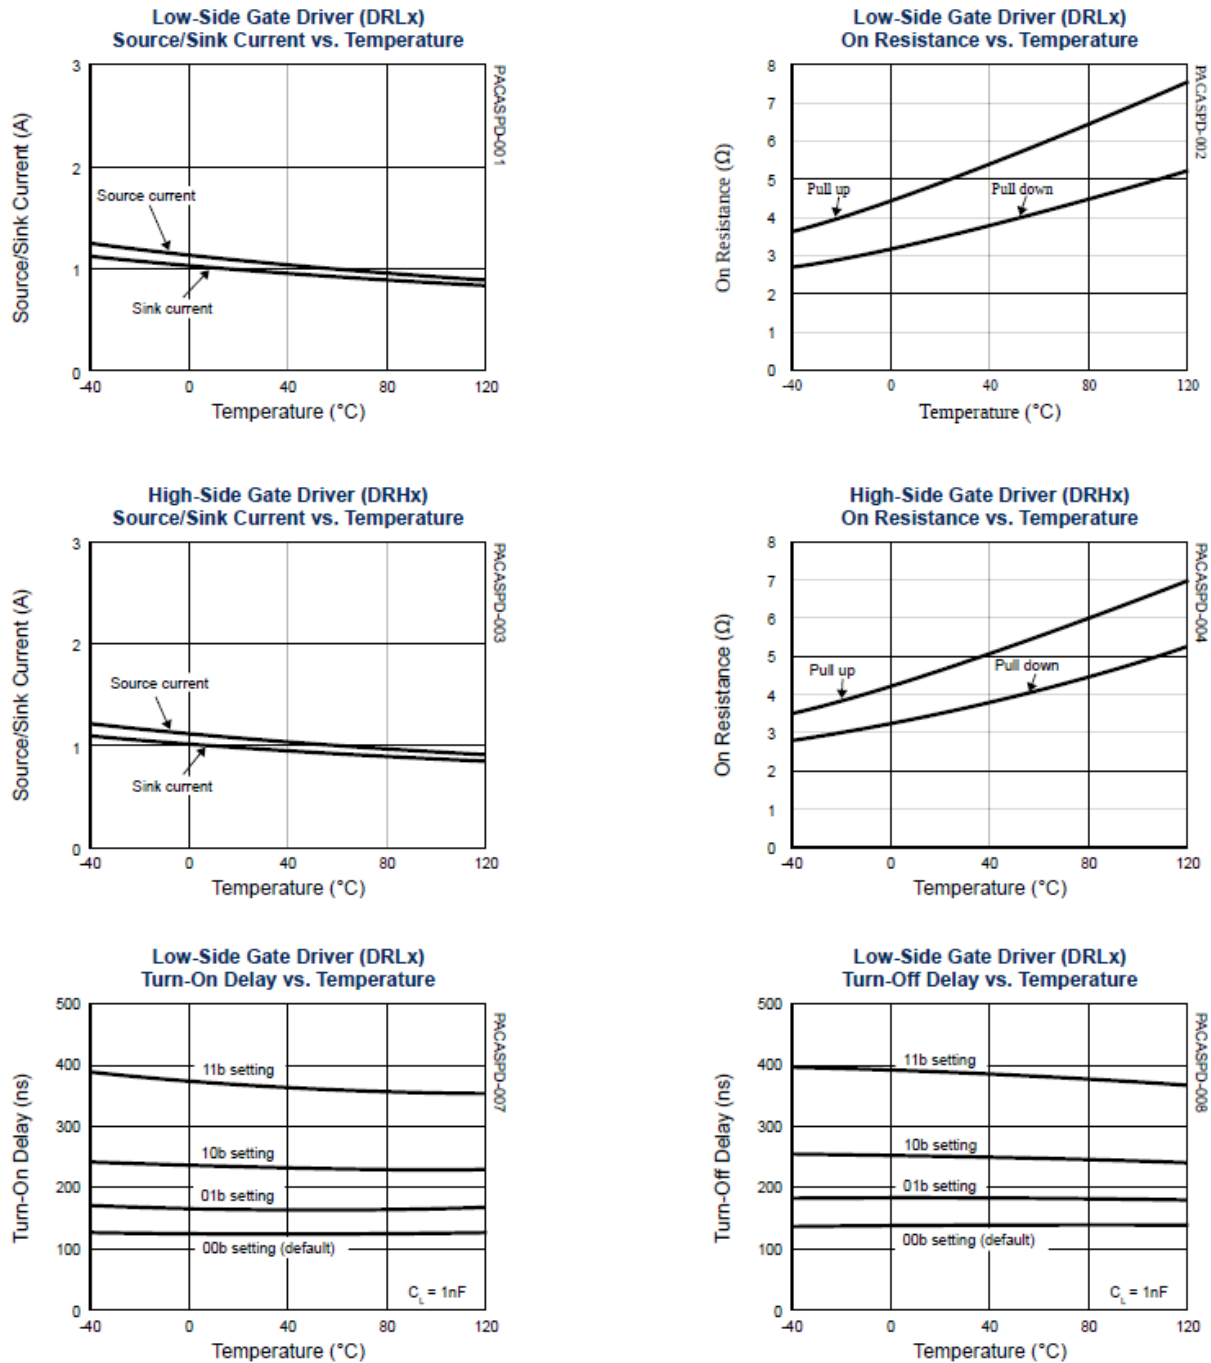 Low-Side Gate Driver (DRLx)
Source/Sink Current vs. Temperature
3
2
1
0
Source/Sink Current (A)
Source current
Sink current
-40 0 40 80 120
Temperature (°C)
PACASPD-001
Low-Side Gate Driver (DRLx)
On Resistance vs. Temperature
8
7
6
5
4
3
2
1
0
On Resistance (Ω)
Pull up
Pull down
-40 0 40 80 120
Temperature (°C)
PACASPD-002
High-Side Gate Driver (DRHx)
Source/Sink Current vs. Temperature
3
2
1
0
Source/Sink Current (A)
Source current
Sink current
-40 0 40 80 120
Temperature (°C)
PACASPD-003
High-Side Gate Driver (DRHx)
On Resistance vs. Temperature
8
7
6
5
4
3
2
1
0
On Resistance (Ω)
Pull up
Pull down
-40 0 40 80 120
Temperature (°C)
PACASPD-004
Low-Side Gate Driver (DRLx)
Turn-On Delay vs. Temperature
500
400
300
200
100
0
Turn-On Delay (ns)
11b setting
10b setting
01b setting
00b setting (default)
C_L = 1nF
-40 0 40 80 120
Temperature (°C)
PACASPD-007
Low-Side Gate Driver (DRLx)
Turn-Off Delay vs. Temperature
500
400
300
200
100
0
Turn-Off Delay (ns)
11b setting
10b setting
01b setting
00b setting (default)
C_L = 1nF
-40 0 40 80 120
Temperature (°C)
PACASPD-008